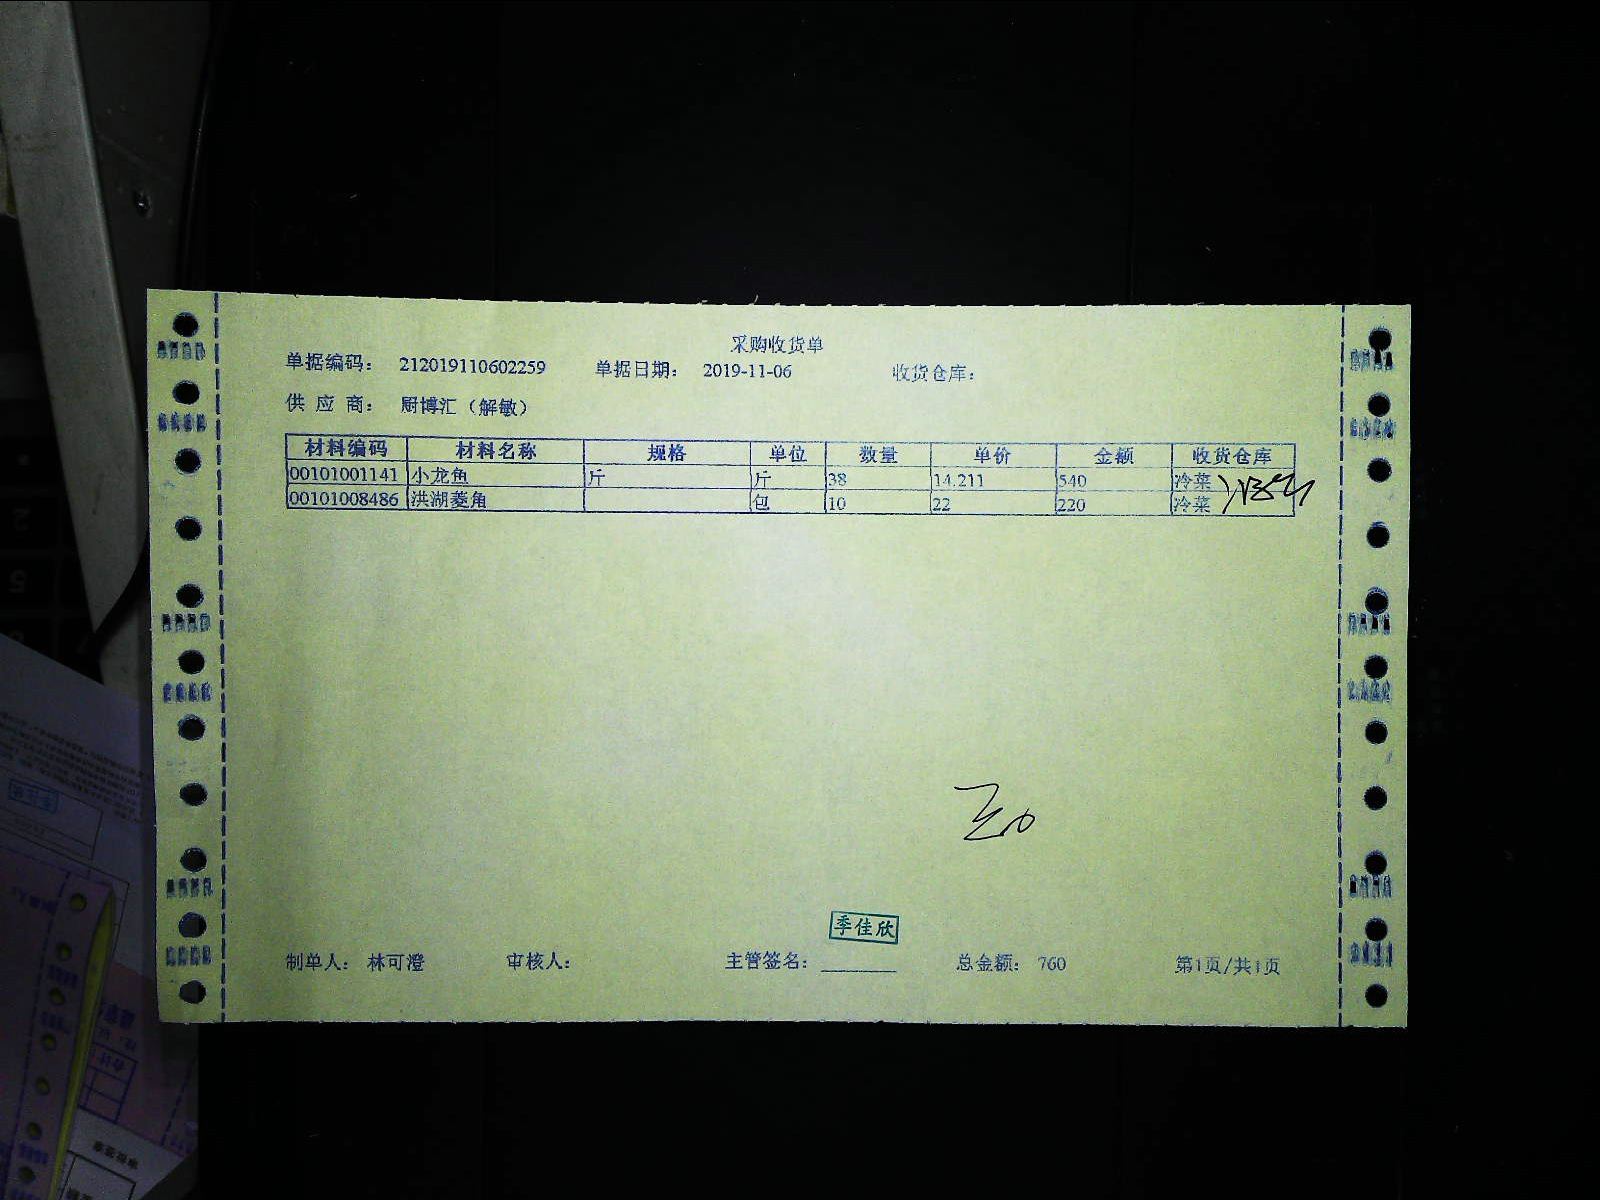 采购收货单
单据编码： 212019110602259 单据日期： 2019-11-06 收货仓库：
供 应 商： 厨博汇（解敏）
材料编码 材料名称 规格 单位 数量 单价 金额 收货仓库
00101001141 小龙鱼 斤 斤 38 14.211 540 冷菜
00101008486 洪湖菱角 包 10 22 220 冷菜
季佳欣
制单人： 林可澄 审核人： 主管签名： 总金额： 760 第1页/共1页